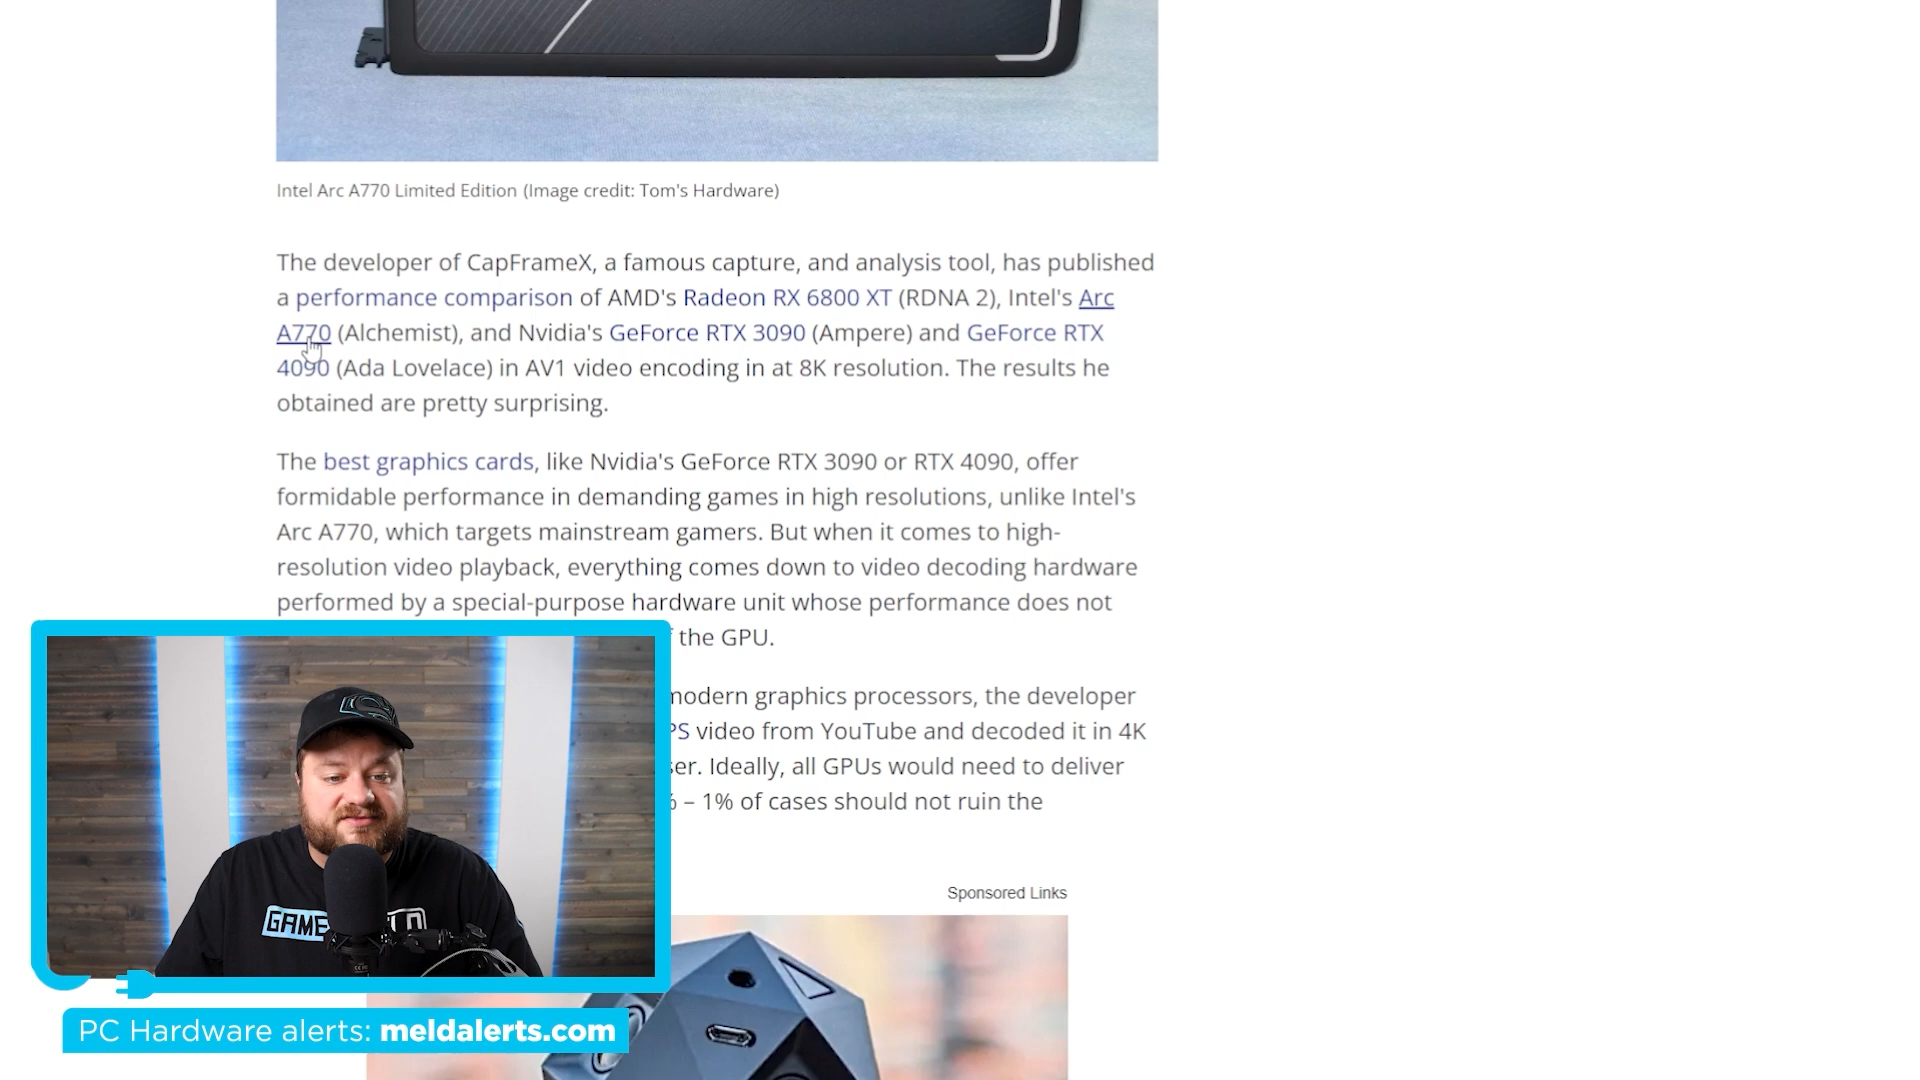 Intel Arc A770 Limited Edition (Image credit: Tom's Hardware)
The developer of CapFrameX, a famous capture, and analysis tool, has published
a performance comparison of AMD's Radeon RX 6800 XT (RDNA 2), Intel's Arc
A770 (Alchemist), and Nvidia's GeForce RTX 3090 (Ampere) and GeForce RTX
4090 (Ada Lovelace) in AV1 video encoding in at 8K resolution. The results he
obtained are pretty surprising.
The best graphics cards, like Nvidia's GeForce RTX 3090 or RTX 4090, offer
formidable performance in demanding games in high resolutions, unlike Intel's
Arc A770, which targets mainstream gamers. But when it comes to high-
resolution video playback, everything comes down to video decoding hardware
performed by a special-purpose hardware unit whose performance does not
the GPU.
modern graphics processors, the developer
PS video from YouTube and decoded it in 4K
ser. Ideally, all GPUs would need to deliver
% – 1% of cases should not ruin the
Sponsored Links
GAME
LD
PC Hardware alerts: meldalerts.com